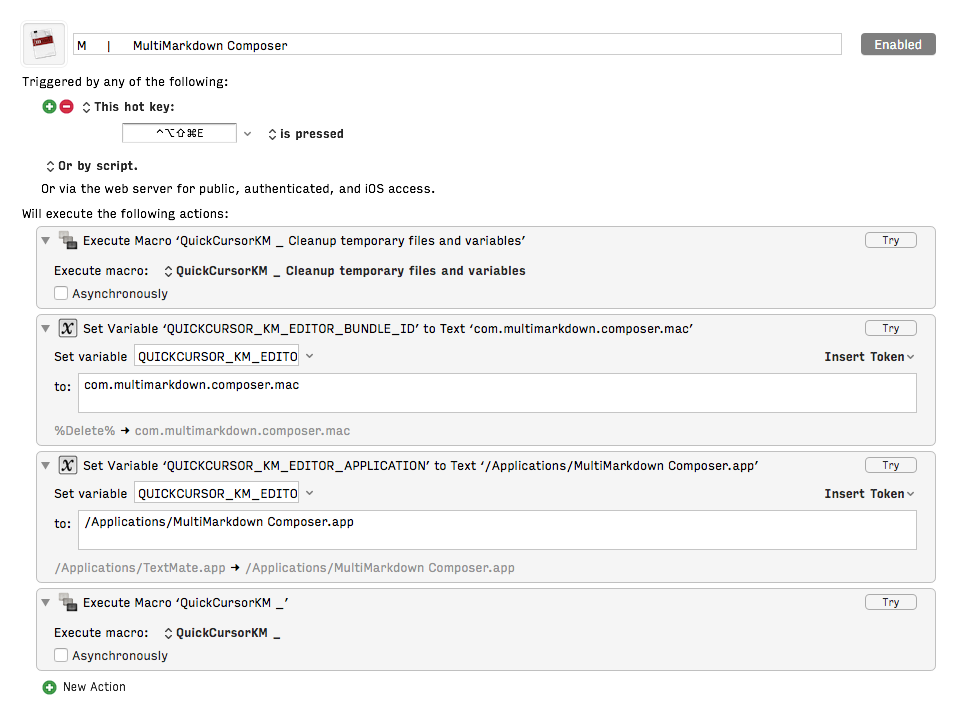 M | MultiMarkdown Composer
Enabled
Triggered by any of the following:
This hot key:
^⌥⇧⌘E is pressed
Or by script.
Or via the web server for public, authenticated, and iOS access.
Will execute the following actions:
Execute Macro ‘QuickCursorKM _ Cleanup temporary files and variables’ Try
Execute macro: QuickCursorKM _ Cleanup temporary files and variables
Asynchronously
Set Variable ‘QUICKCURSOR_KM_EDITOR_BUNDLE_ID’ to Text ‘com.multimarkdown.composer.mac’ Try
Set variable QUICKCURSOR_KM_EDITO Insert Token
to: com.multimarkdown.composer.mac
%Delete% → com.multimarkdown.composer.mac
Set Variable ‘QUICKCURSOR_KM_EDITOR_APPLICATION’ to Text ‘/Applications/MultiMarkdown Composer.app’ Try
Set variable QUICKCURSOR_KM_EDITO Insert Token
to: /Applications/MultiMarkdown Composer.app
/Applications/TextMate.app → /Applications/MultiMarkdown Composer.app
Execute Macro ‘QuickCursorKM _’ Try
Execute macro: QuickCursorKM _
Asynchronously
New Action